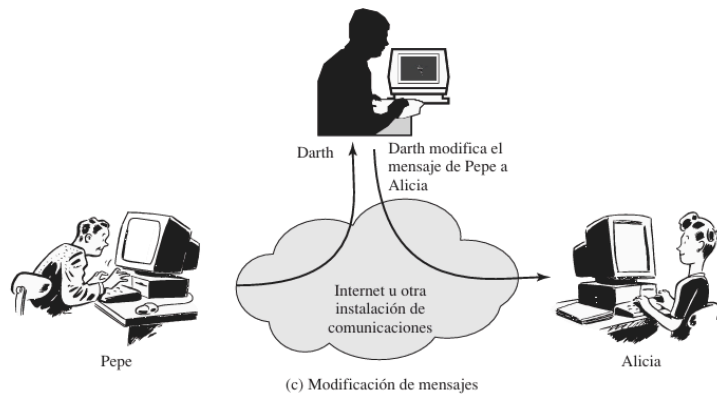 Darth
Darth modifica el
mensaje de Pepe a
Alicia
Internet u otra
instalación de
comunicaciones
Pepe
Alicia
(c) Modificación de mensajes